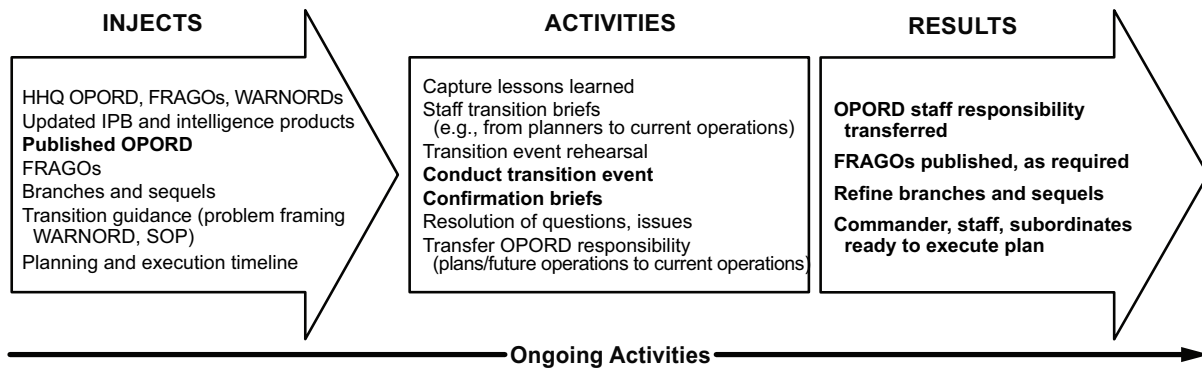 INJECTS
HHQ OPORD, FRAGOs, WARNORDs
Updated IPB and intelligence products
Published OPORD
FRAGOs
Branches and sequels
Transition guidance (problem framing
WARNORD, SOP)
Planning and execution timeline
ACTIVITIES
Capture lessons learned
Staff transition briefs
(e.g., from planners to current operations)
Transition event rehearsal
Conduct transition event
Confirmation briefs
Resolution of questions, issues
Transfer OPORD responsibility
(plans/future operations to current operations)
RESULTS
OPORD staff responsibility
transferred
FRAGOs published, as required
Refine branches and sequels
Commander, staff, subordinates
ready to execute plan
Ongoing Activities